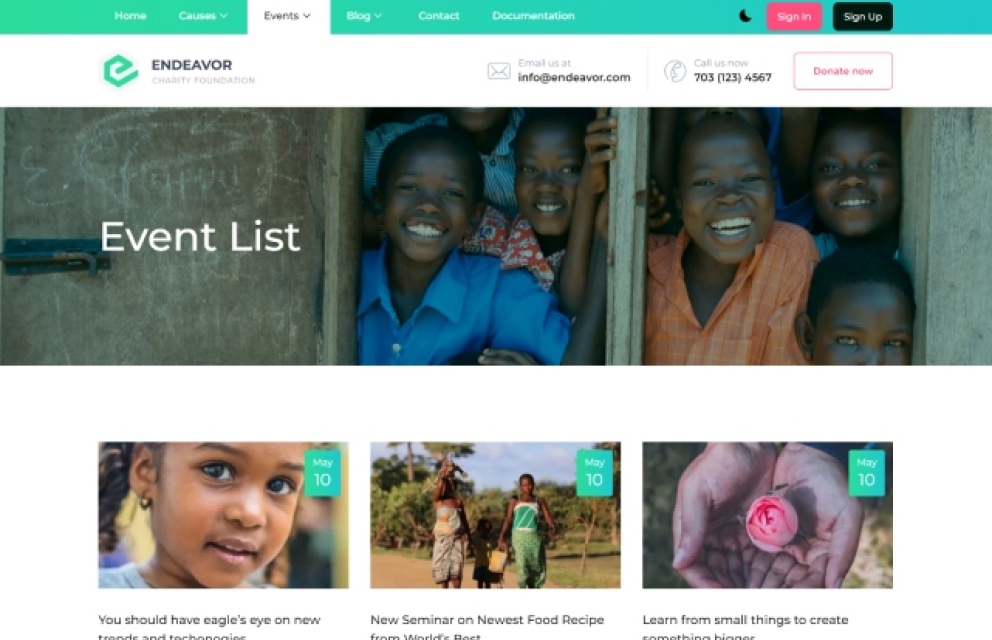 Home
Causes
Events
Blog
Contact
Documentation
Sign In
Sign Up
ENDEAVOR
CHARITY FOUNDATION
Email us at
info@endeavor.com
Call us now
703 (123) 4567
Donate now
Event List
May
10
May
10
May
10
You should have eagle's eye on new
trends and techonogies
New Seminar on Newest Food Recipe
from World's Best
Learn from small things to create
something bigger